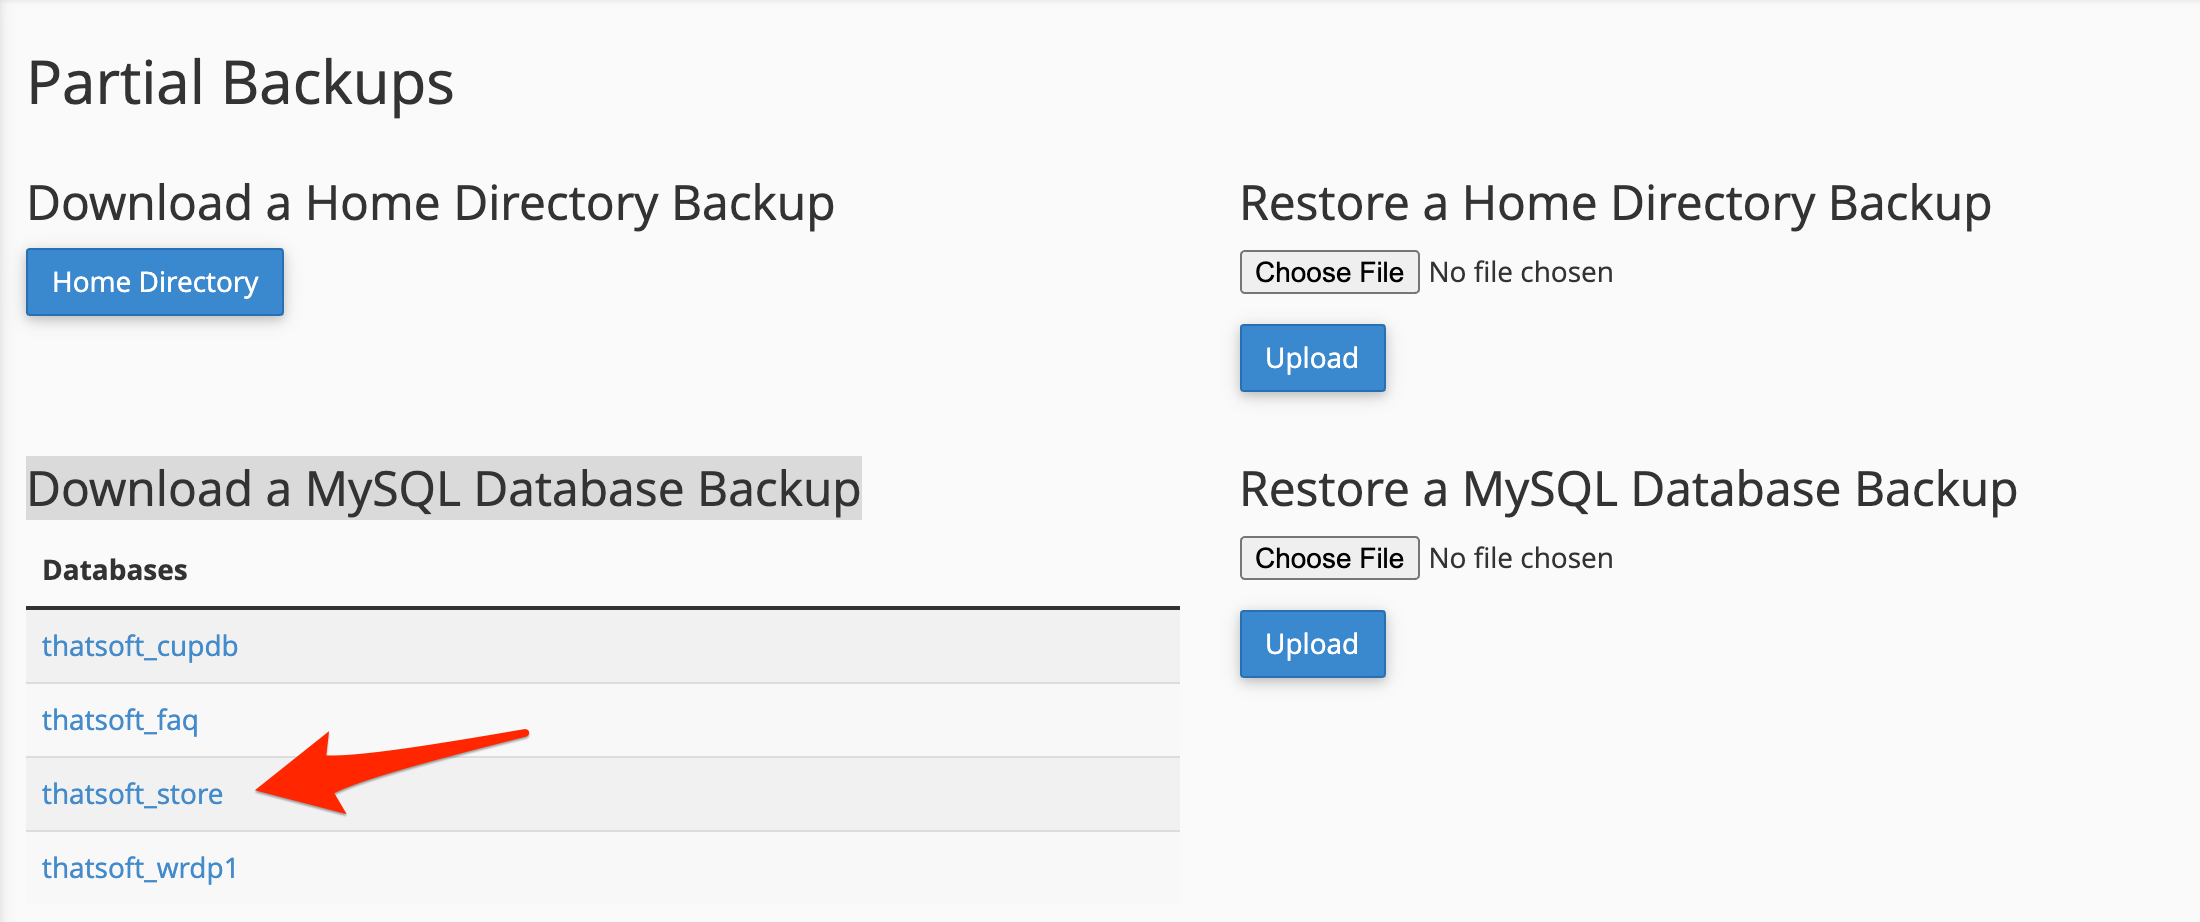 Partial Backups
Download a Home Directory Backup
Home Directory
Restore a Home Directory Backup
Choose File No file chosen
Upload
Download a MySQL Database Backup
Databases
thatsoft_cupdb
thatsoft_faq
thatsoft_store
thatsoft_wrdp1
Restore a MySQL Database Backup
Choose File No file chosen
Upload